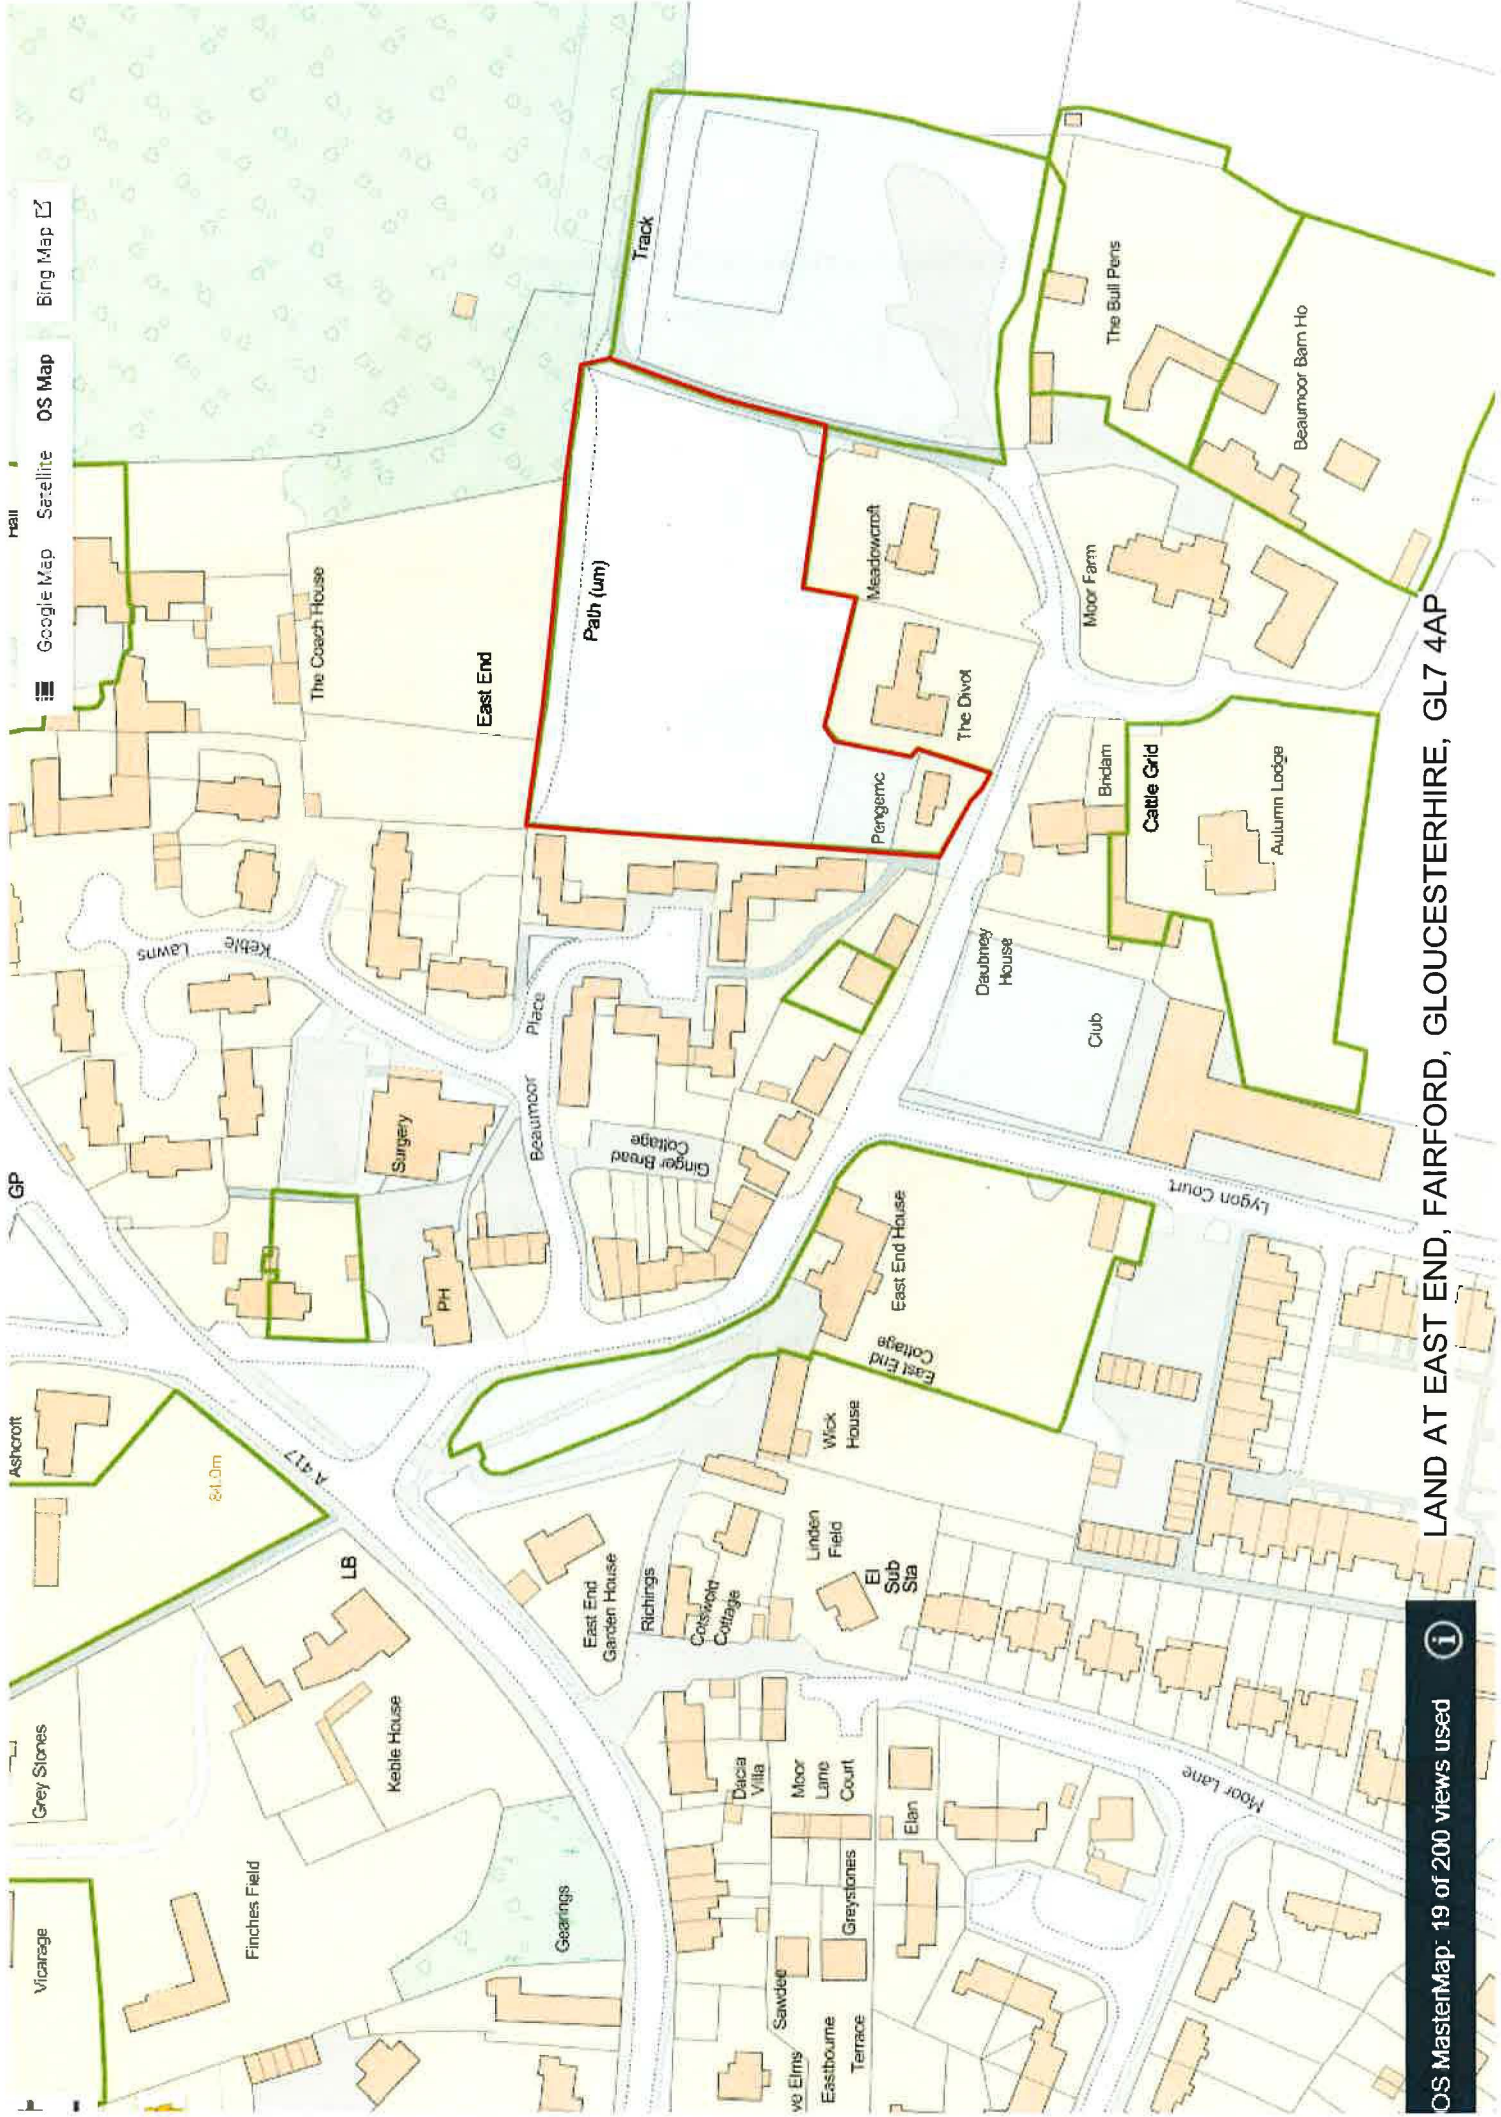 Google Map
Satellite
OS Map
Bing Map
Hall
GP
Ashcroft
Grey Stones
Vicarage
84.0m
A 417
LB
Keble House
Finches Field
Gearings
PH
Surgery
Keble
Lawns
The Coach House
East End
Path (um)
Track
Beaumoor
Place
Ginger Bread
Cottage
Pengemc
The Divot
Meadowcroft
The Bull Pens
Beaumoor Barn Ho
Moor Farm
Bridam
Cattle Grid
Autumn Lodge
Daubney
House
Club
Lygon Court
East End House
East End
Cottage
Wick
House
Linden
Field
El
Sub
Sta
East End
Garden House
Richings
Cotswold
Cottage
Dacia
Villa
Moor
Lane
Court
Elan
Greystones
Sawdee
ve Elms
Eastbourne
Terrace
Moor Lane
LAND AT EAST END, FAIRFORD, GLOUCESTERHIRE, GL7 4AP
OS MasterMap: 19 of 200 views used
i